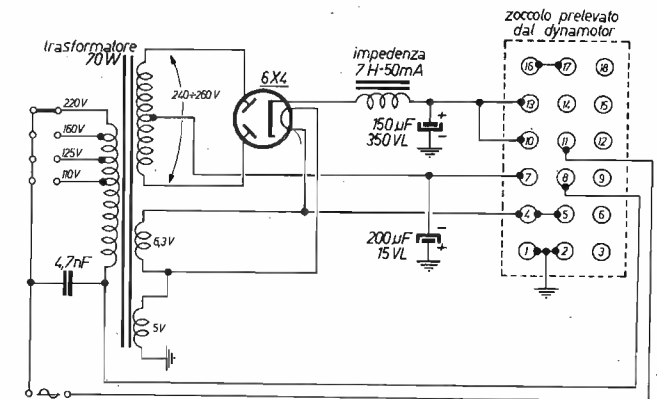 zoccolo prelevato
dal dynamotor
trasformatore
70W
impedenza
7H-50mA
240÷260V
6X4
220V
160V
125V
110V
150µF
350VL
+
-
-
+
200µF
15VL
6,3V
5V
4,7nF
16 17 18
13 14 15
10 11 12
7 8 9
4 5 6
1 2 3